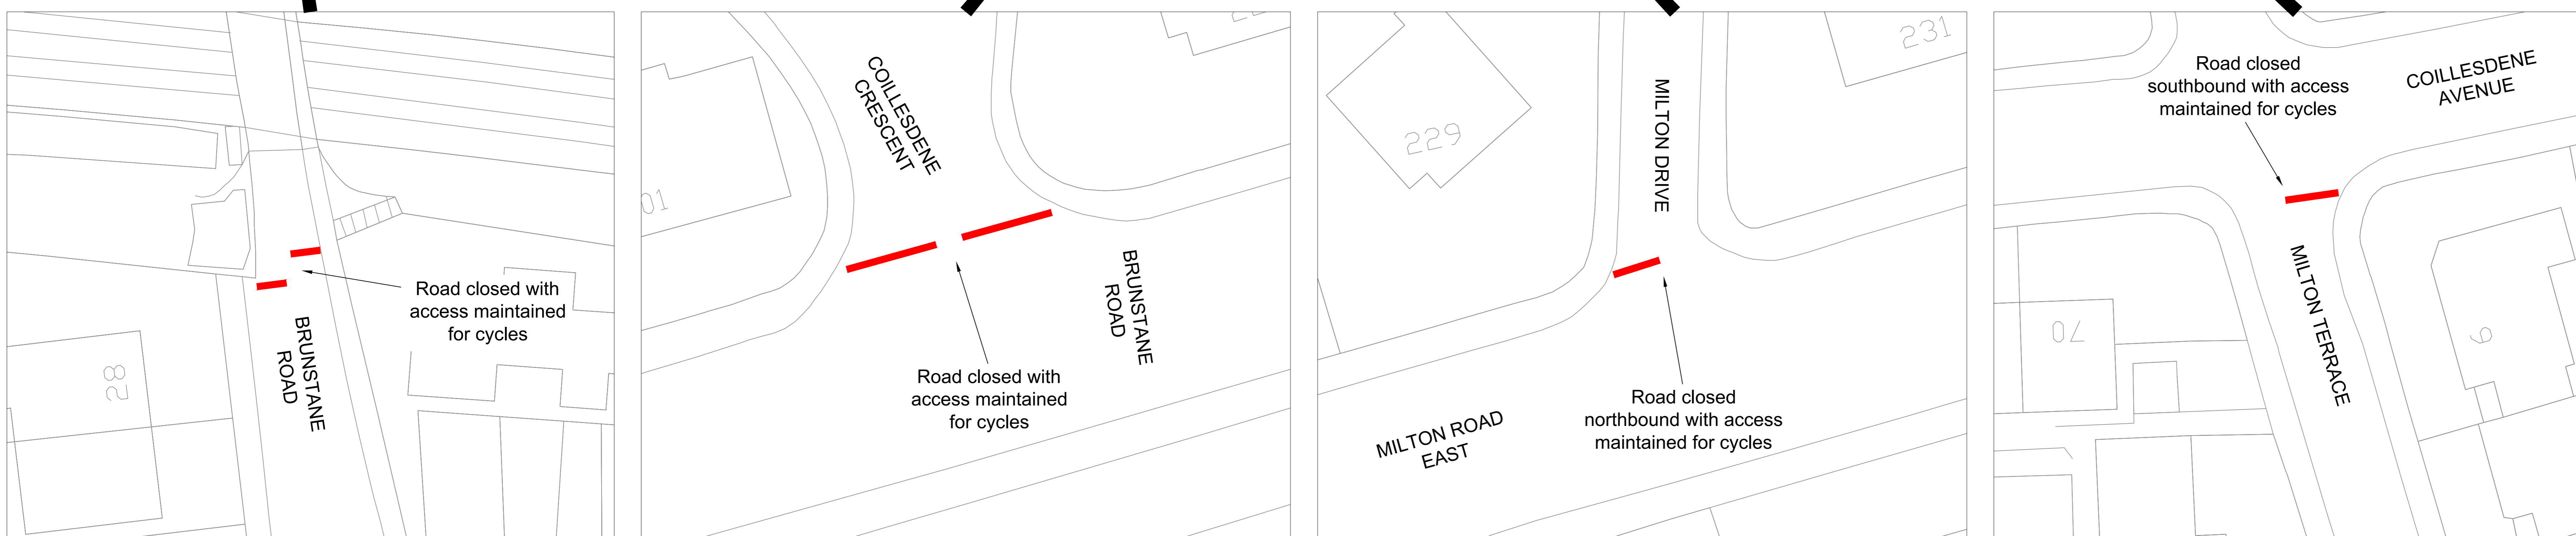 28
BRUNSTANE
ROAD
Road closed with
access maintained
for cycles
01
COILLESDENE
CRESCENT
BRUNSTANE
ROAD
Road closed with
access maintained
for cycles
229
231
MILTON DRIVE
MILTON ROAD
EAST
Road closed
northbound with access
maintained for cycles
Road closed
southbound with access
maintained for cycles
COILLESDENE
AVENUE
MILTON TERRACE
70
9